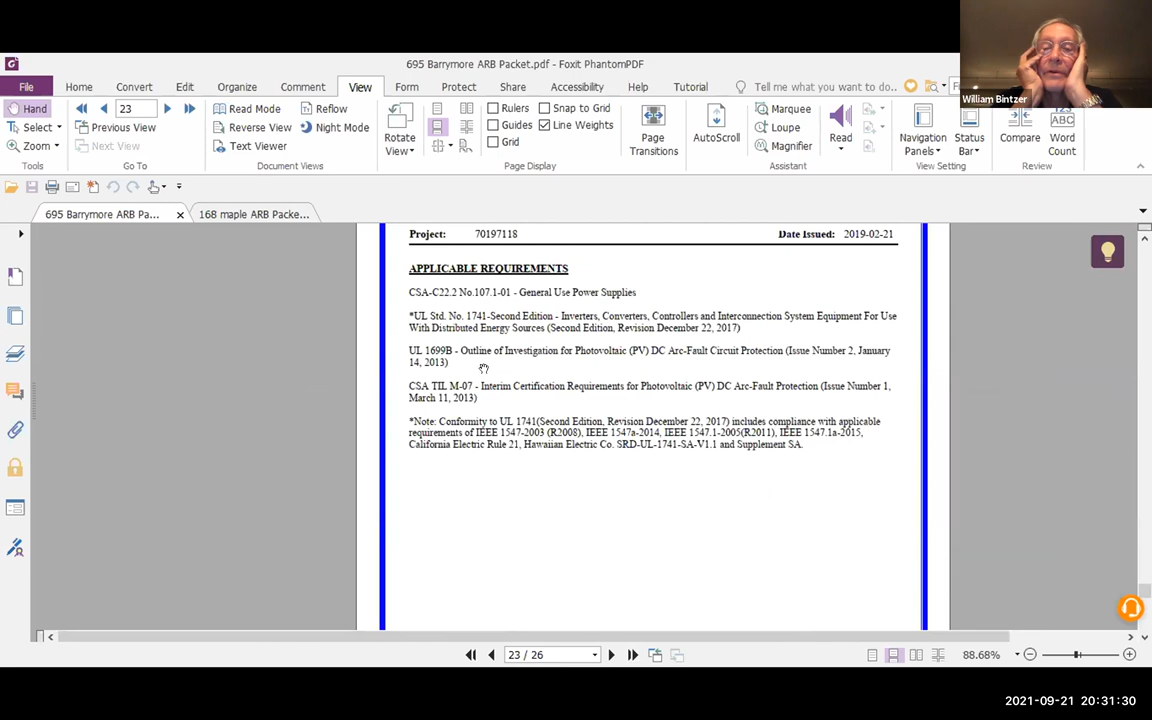 695 Barrymore ARB Packet.pdf - Foxit PhantomPDF
File Home Convert Edit Organize Comment View Form Protect Share Accessibility Help Tutorial Tell me what you want to do..
William Bintzer
Hand 23 Read Mode Reflow Rulers Snap to Grid Marquee
Select Previous View Reverse View Night Mode Guides Line Weights Loupe
Zoom Next View Text Viewer Grid Magnifier
Rotate View Page Transitions AutoScroll Read Navigation Panels Status Bar Compare Word Count
123
ABC
Tools Go To Document Views Page Display Assistant View Setting Review
695 Barrymore ARB Pa... 168 maple ARB Packe...
Project: 70197118 Date Issued: 2019-02-21
APPLICABLE REQUIREMENTS
CSA-C22.2 No.107.1-01 - General Use Power Supplies
*UL Std. No. 1741-Second Edition - Inverters, Converters, Controllers and Interconnection System Equipment For Use
With Distributed Energy Sources (Second Edition, Revision December 22, 2017)
UL 1699B - Outline of Investigation for Photovoltaic (PV) DC Arc-Fault Circuit Protection (Issue Number 2, January
14, 2013)
CSA TIL M-07 - Interim Certification Requirements for Photovoltaic (PV) DC Arc-Fault Protection (Issue Number 1,
March 11, 2013)
*Note: Conformity to UL 1741(Second Edition, Revision December 22, 2017) includes compliance with applicable
requirements of IEEE 1547-2003 (R2008), IEEE 1547a-2014, IEEE 1547.1-2005(R2011), IEEE 1547.1a-2015,
California Electric Rule 21, Hawaiian Electric Co. SRD-UL-1741-SA-V1.1 and Supplement SA.
23 / 26 88.68%
2021-09-21 20:31:30